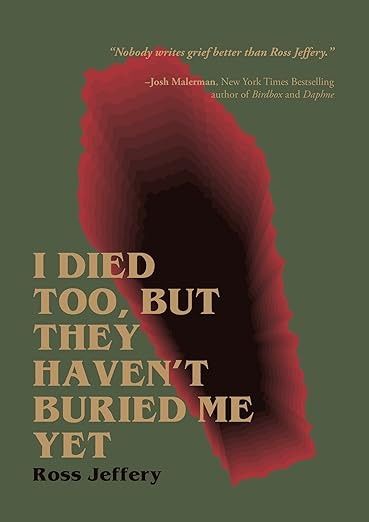 “Nobody writes grief better than Ross Jeffery.”
–Josh Malerman, New York Times Bestselling
author of Birdbox and Daphne
I DIED
TOO, BUT
THEY
HAVEN’T
BURIED ME
YET
Ross Jeffery